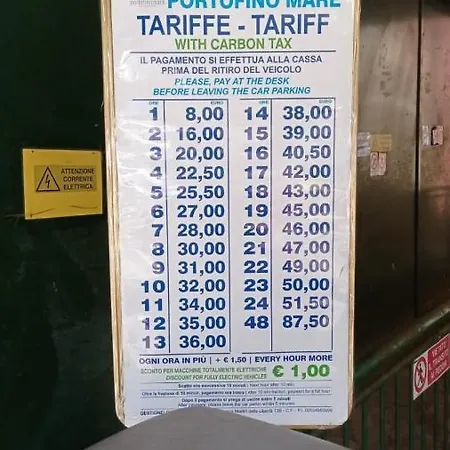 PORTOFINO MARE
TARIFFE - TARIFF
WITH CARBON TAX
IL PAGAMENTO SI EFFETUA ALLA CASSA
PRIMA DEL RITIRO DEL VEICOLO
PLEASE, PAY AT THE DESK
BEFORE LEAVING THE CAR PARKING
ORE EURO ORE EURO
1 8,00 14 38,00
2 16,00 15 39,00
3 20,00 16 40,50
4 22,50 17 42,00
5 25,50 18 43,00
6 27,00 19 45,00
7 28,00 20 46,00
8 30,00 21 47,00
9 31,00 22 49,00
10 32,00 23 50,00
11 34,00 24 51,50
12 35,00 48 87,50
13 36,00
OGNI ORA IN PIÙ | + € 1,50 | EVERY HOUR MORE
SCONTO PER MACCHINE TOTALMENTE ELETTRICHE
DISCOUNT FOR FULLY ELECTRIC VEHICLES € 1,00
ATTENZIONE
CORRENTE
ELETTRICA